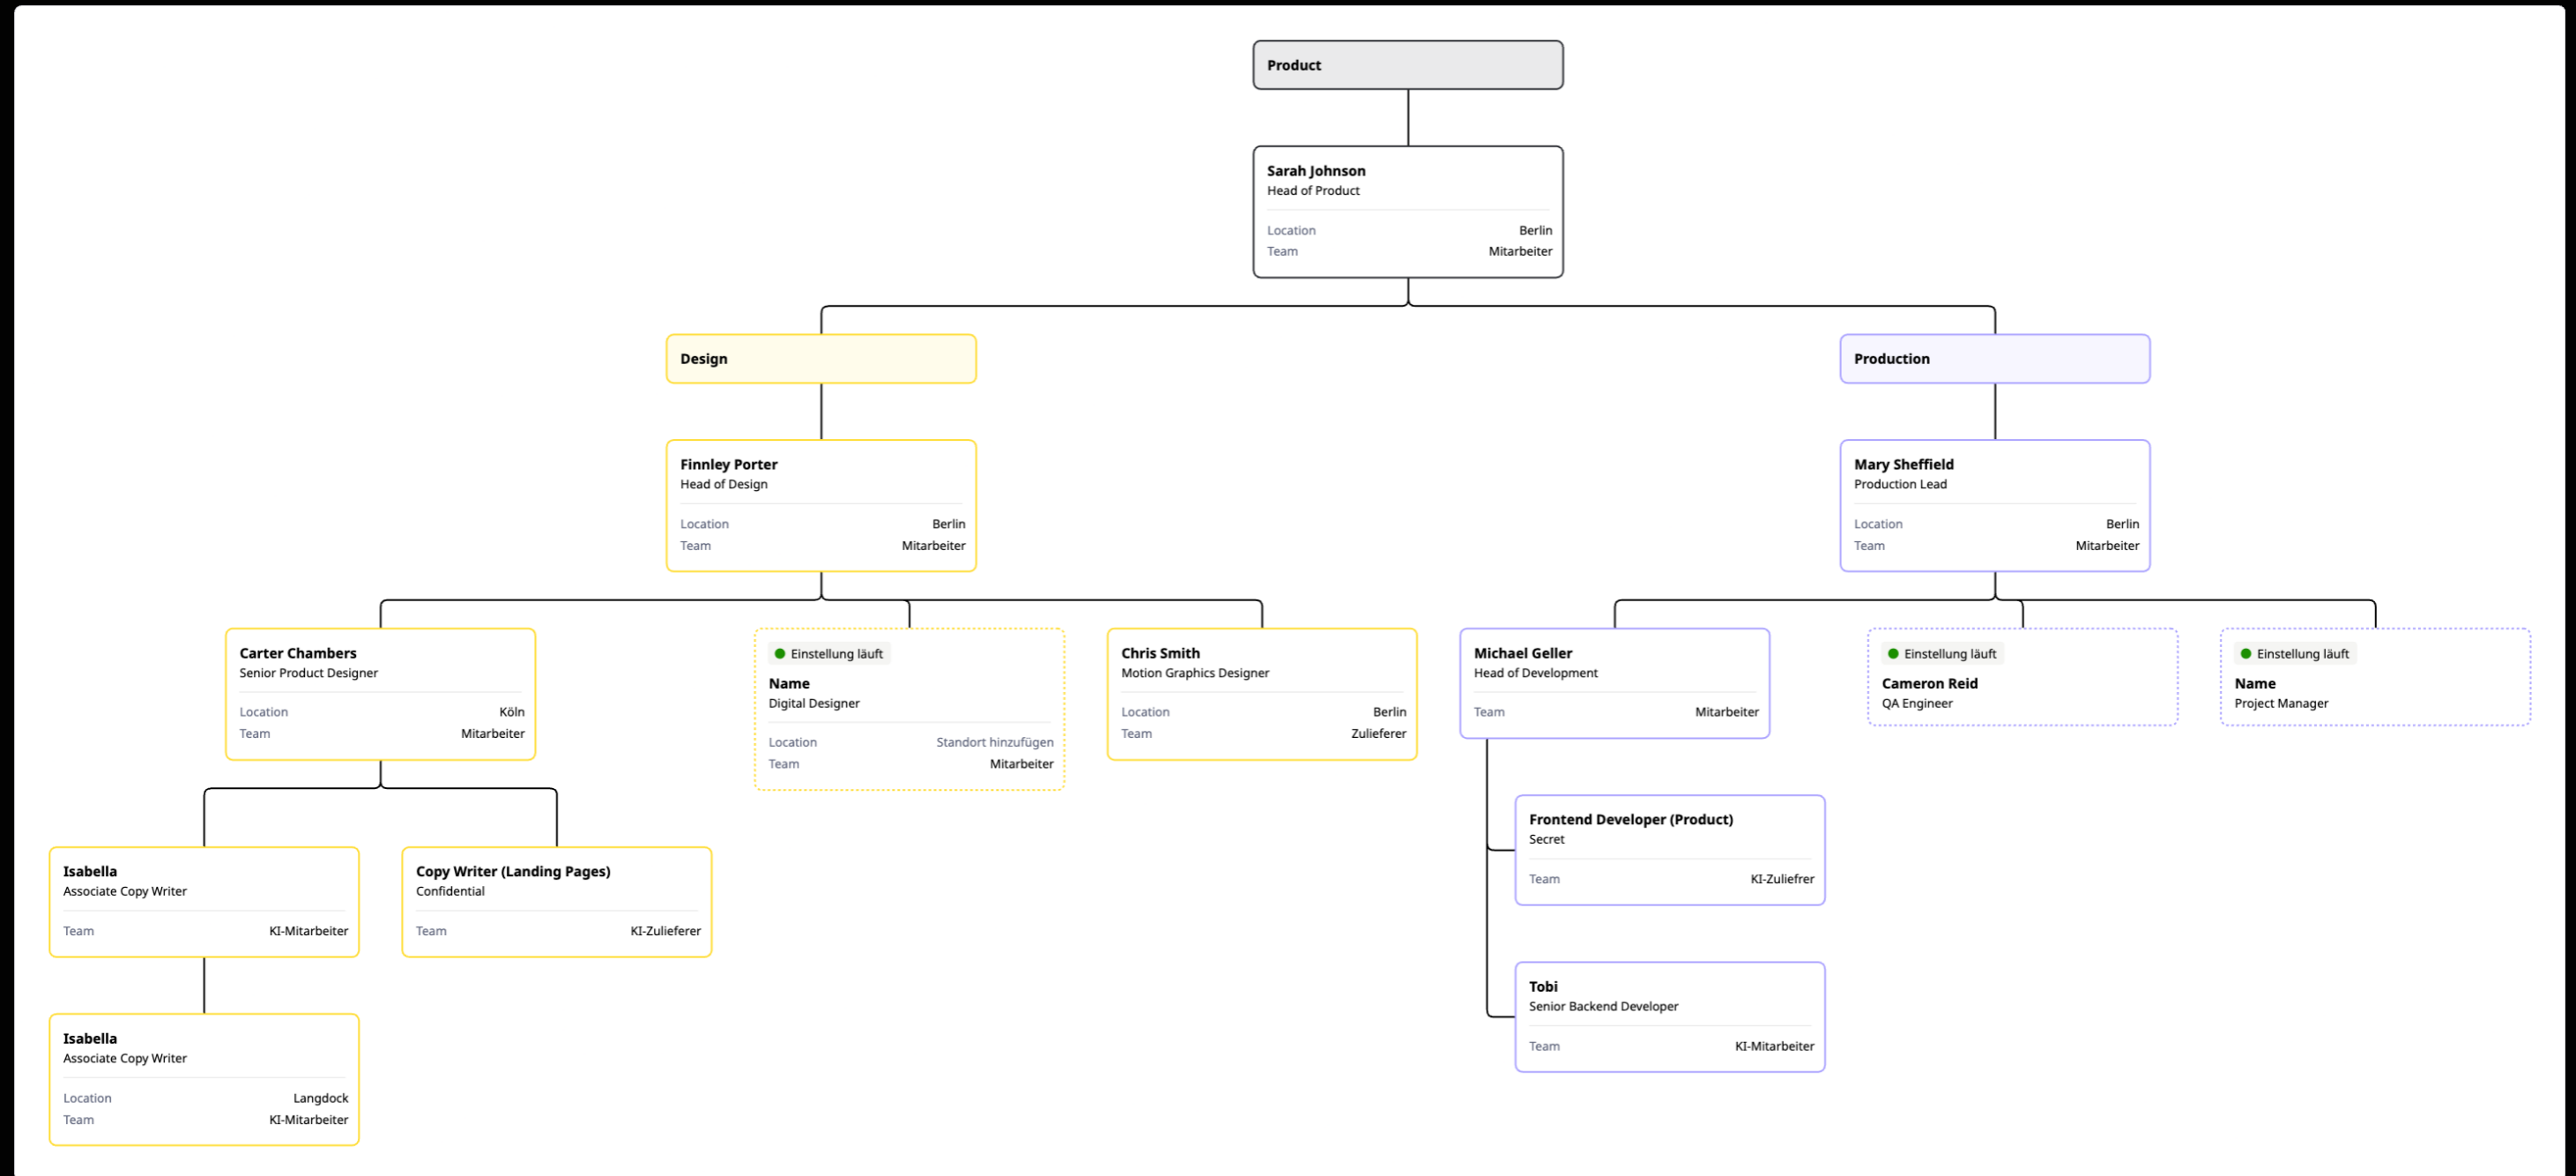 Product
Sarah Johnson
Head of Product
Location Berlin
Team Mitarbeiter
Design
Production
Finnley Porter
Head of Design
Location Berlin
Team Mitarbeiter
Mary Sheffield
Production Lead
Location Berlin
Team Mitarbeiter
Carter Chambers
Senior Product Designer
Location Köln
Team Mitarbeiter
Einstellung läuft
Name
Digital Designer
Location Standort hinzufügen
Team Mitarbeiter
Chris Smith
Motion Graphics Designer
Location Berlin
Team Zulieferer
Michael Geller
Head of Development
Team Mitarbeiter
Einstellung läuft
Cameron Reid
QA Engineer
Einstellung läuft
Name
Project Manager
Isabella
Associate Copy Writer
Team KI-Mitarbeiter
Copy Writer (Landing Pages)
Confidential
Team KI-Zulieferer
Frontend Developer (Product)
Secret
Team KI-Zuliefrer
Isabella
Associate Copy Writer
Location Langdock
Team KI-Mitarbeiter
Tobi
Senior Backend Developer
Team KI-Mitarbeiter